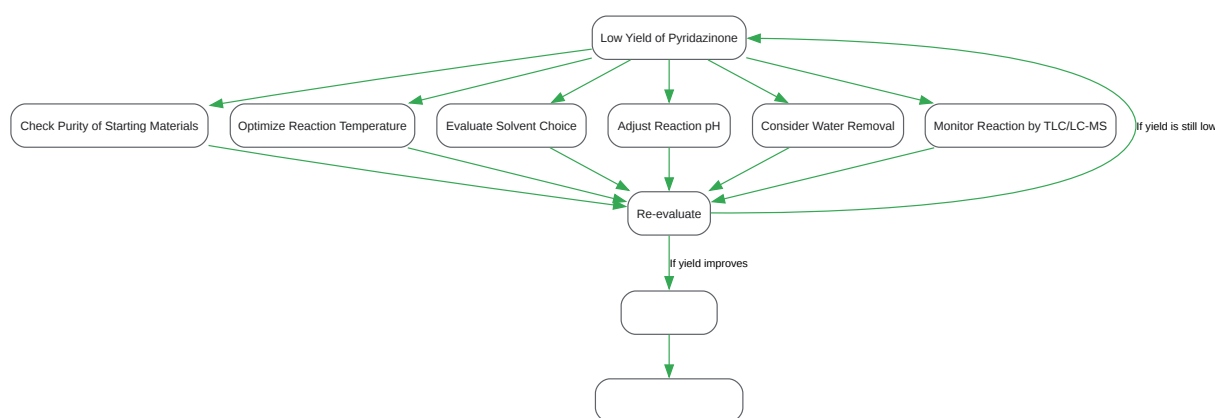 Low Yield of Pyridazinone
Check Purity of Starting Materials
Optimize Reaction Temperature
Evaluate Solvent Choice
Adjust Reaction pH
Consider Water Removal
Monitor Reaction by TLC/LC-MS
If yield is still low
Re-evaluate
If yield improves